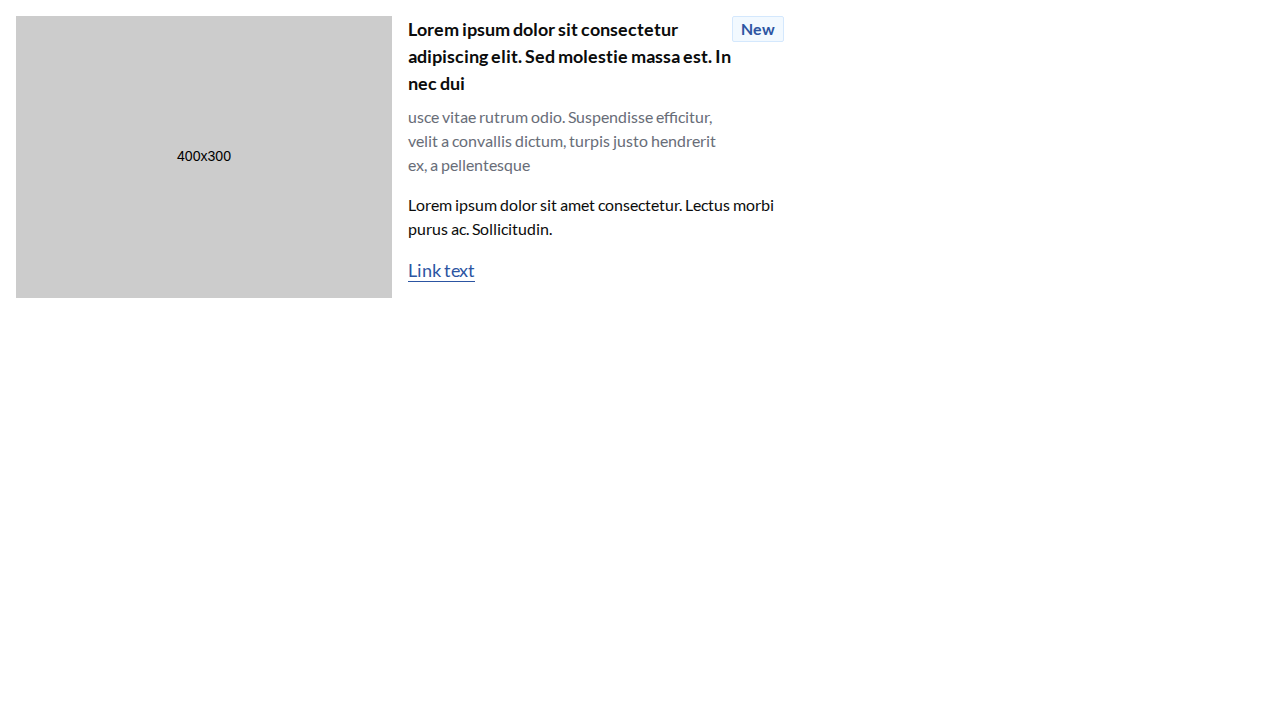 400x300
Lorem ipsum dolor sit consectetur
adipiscing elit. Sed molestie massa est. In
nec dui
New
usce vitae rutrum odio. Suspendisse efficitur,
velit a convallis dictum, turpis justo hendrerit
ex, a pellentesque
Lorem ipsum dolor sit amet consectetur. Lectus morbi
purus ac. Sollicitudin.
Link text